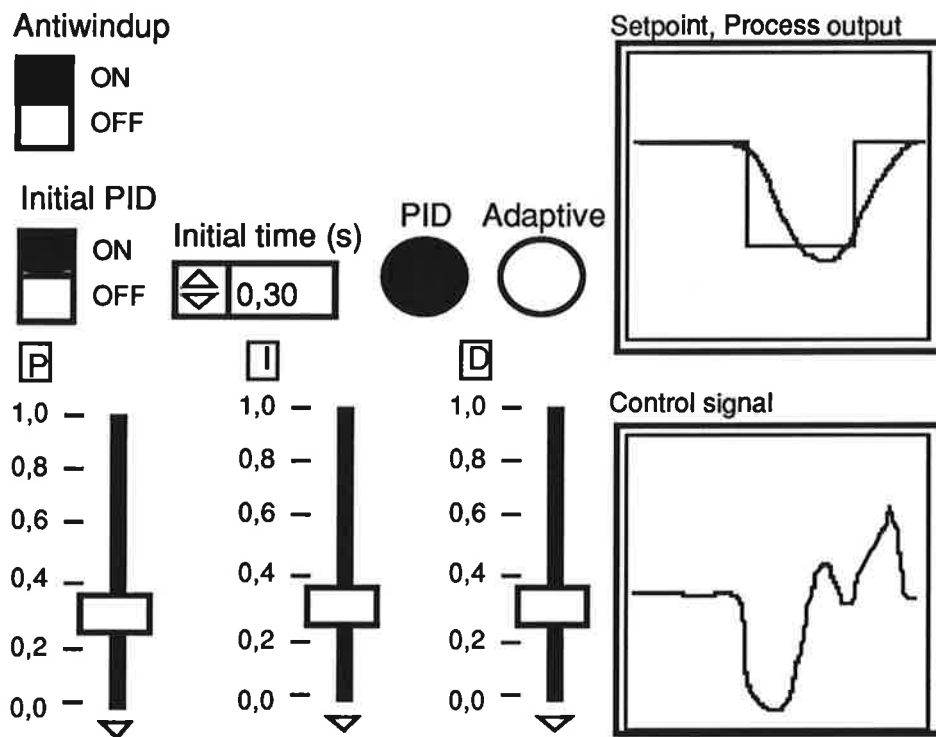 Antiwindup
ON
OFF
Setpoint, Process output
Initial PID
ON
OFF
Initial time (s)
0,30
PID
Adaptive
P
I
D
1,0
0,8
0,6
0,4
0,2
0,0
1,0
0,8
0,6
0,4
0,2
0,0
1,0
0,8
0,6
0,4
0,2
0,0
Control signal